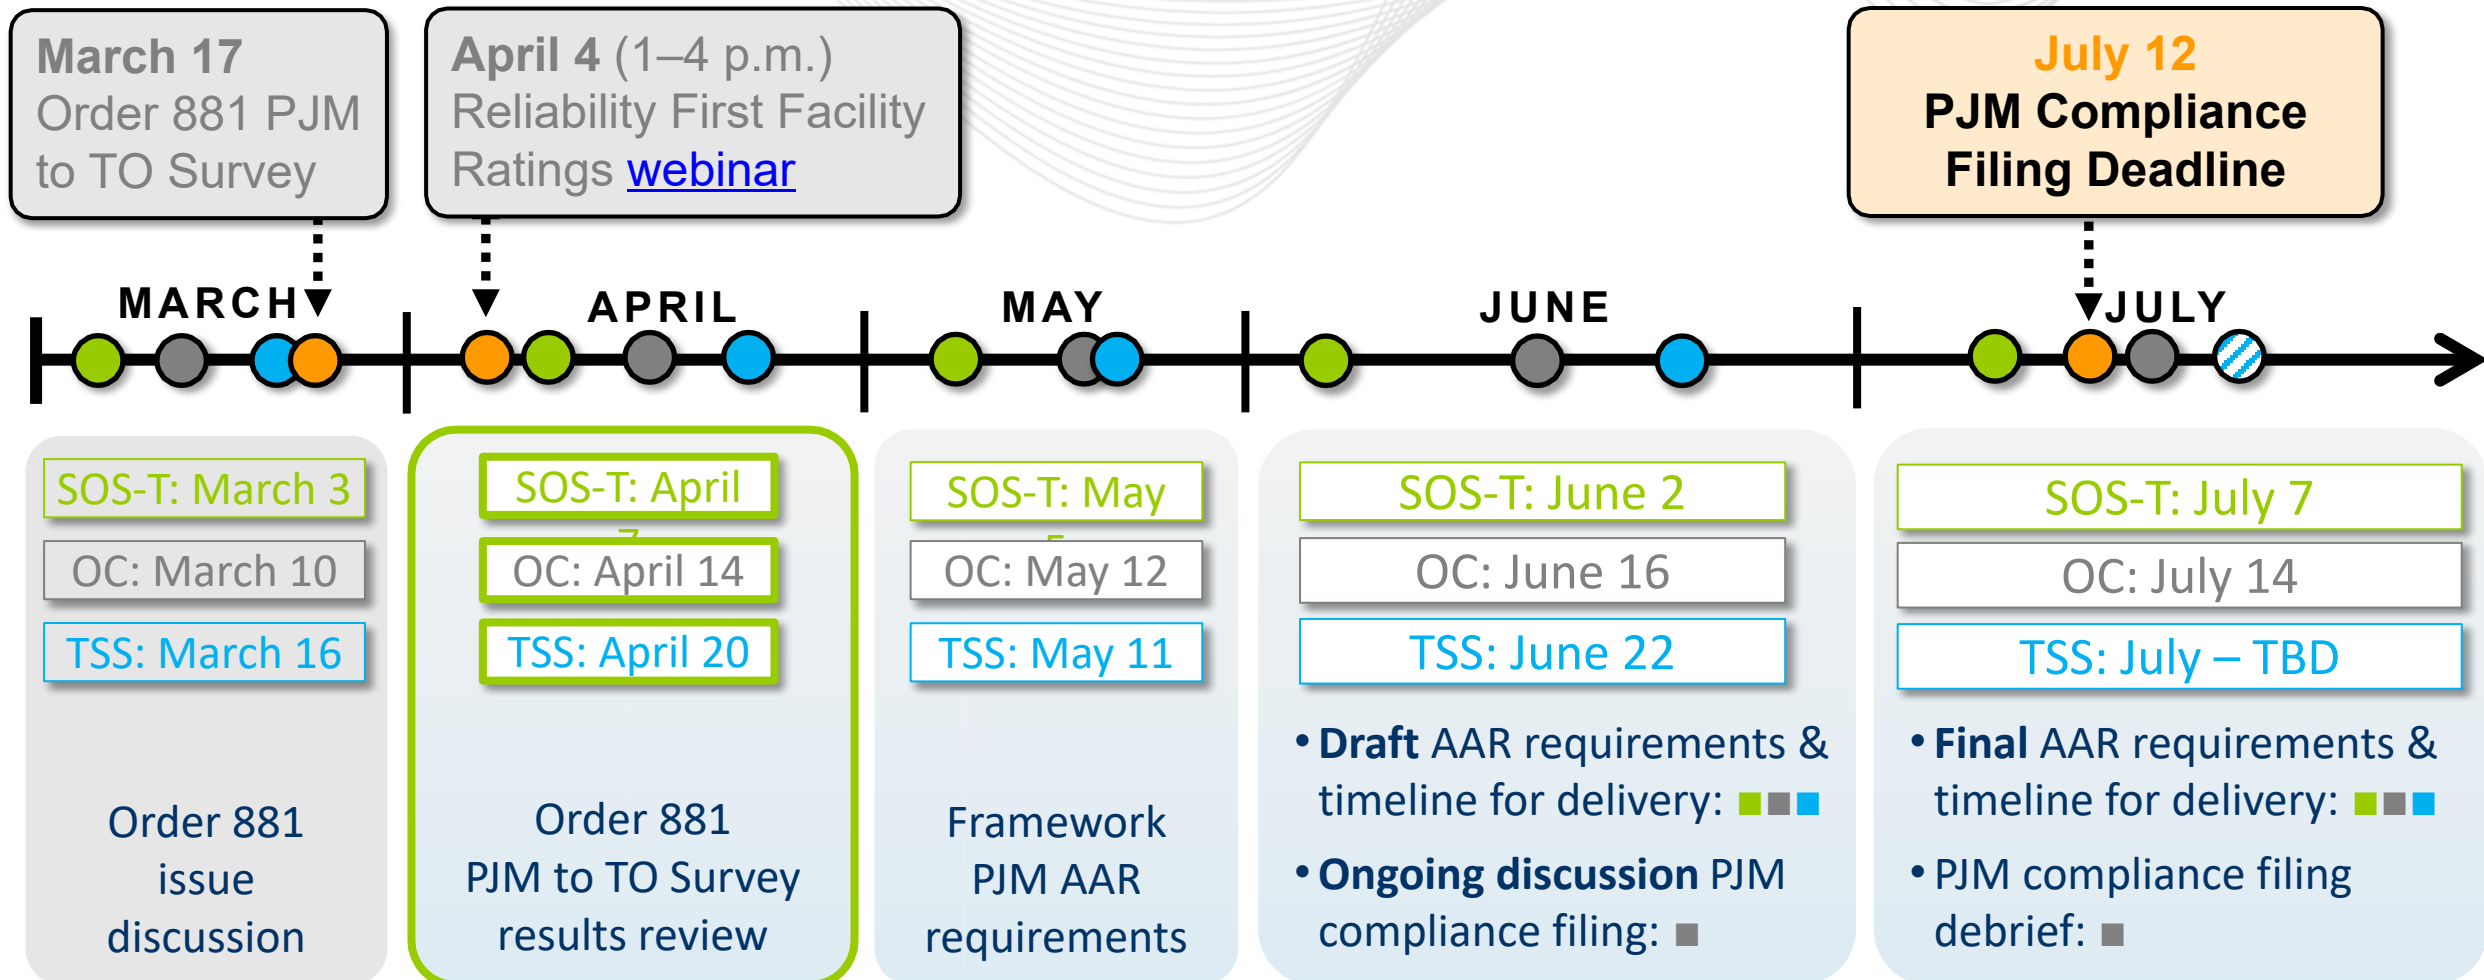 March 17
Order 881 PJM
to TO Survey
April 4 (1–4 p.m.)
Reliability First Facility
Ratings webinar
July 12
PJM Compliance
Filing Deadline
MARCH
APRIL
MAY
JUNE
JULY
SOS-T: March 3
OC: March 10
TSS: March 16
Order 881
issue
discussion
SOS-T: April
7
OC: April 14
TSS: April 20
Order 881
PJM to TO Survey
results review
SOS-T: May
5
OC: May 12
TSS: May 11
Framework
PJM AAR
requirements
SOS-T: June 2
OC: June 16
TSS: June 22
• Draft AAR requirements &
timeline for delivery: ■■■
• Ongoing discussion PJM
compliance filing: ■
SOS-T: July 7
OC: July 14
TSS: July – TBD
• Final AAR requirements &
timeline for delivery: ■■■
• PJM compliance filing
debrief: ■